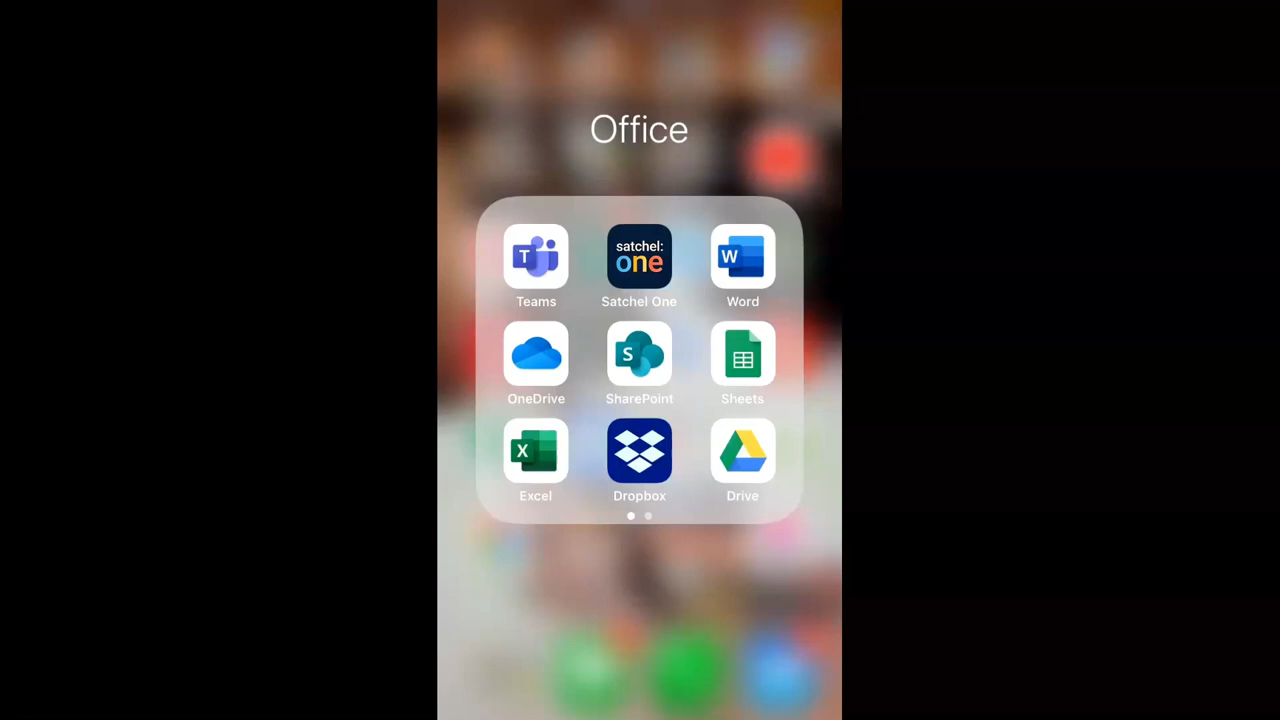 Office
T
satchel:
one
W
Teams
Satchel One
Word
S
OneDrive
SharePoint
Sheets
X
Excel
Dropbox
Drive